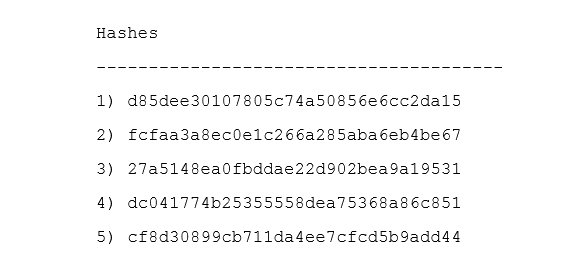 Hashes
---------------------------------------
1) d85dee30107805c74a50856e6cc2da15
2) fcfaa3a8ec0e1c266a285aba6eb4be67
3) 27a5148ea0fbddae22d902bea9a19531
4) dc041774b25355558dea75368a86c851
5) cf8d30899cb711da4ee7cfcd5b9add44